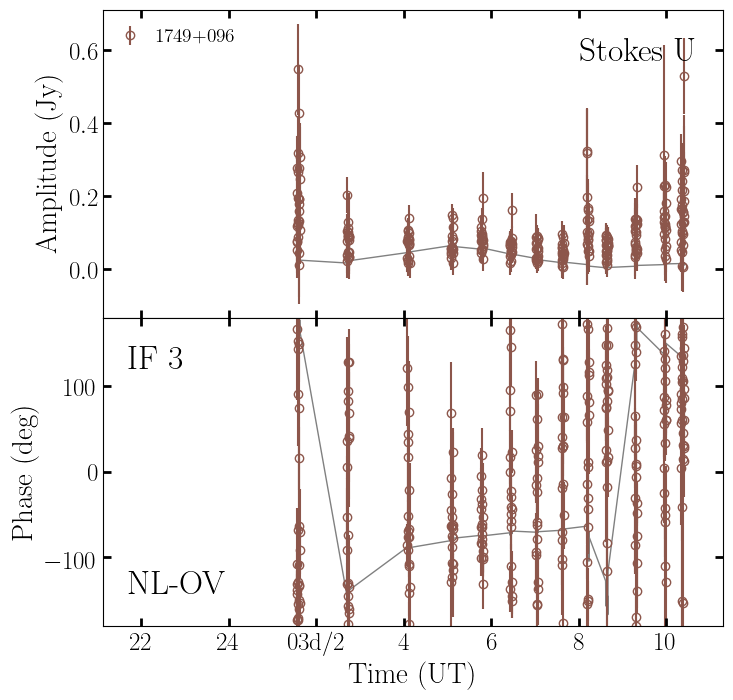 1749+096
Stokes U
Amplitude (Jy)
0.6
0.4
0.2
0.0
IF 3
NL-OV
Phase (deg)
100
0
−100
22 24 03d/2 4 6 8 10
Time (UT)